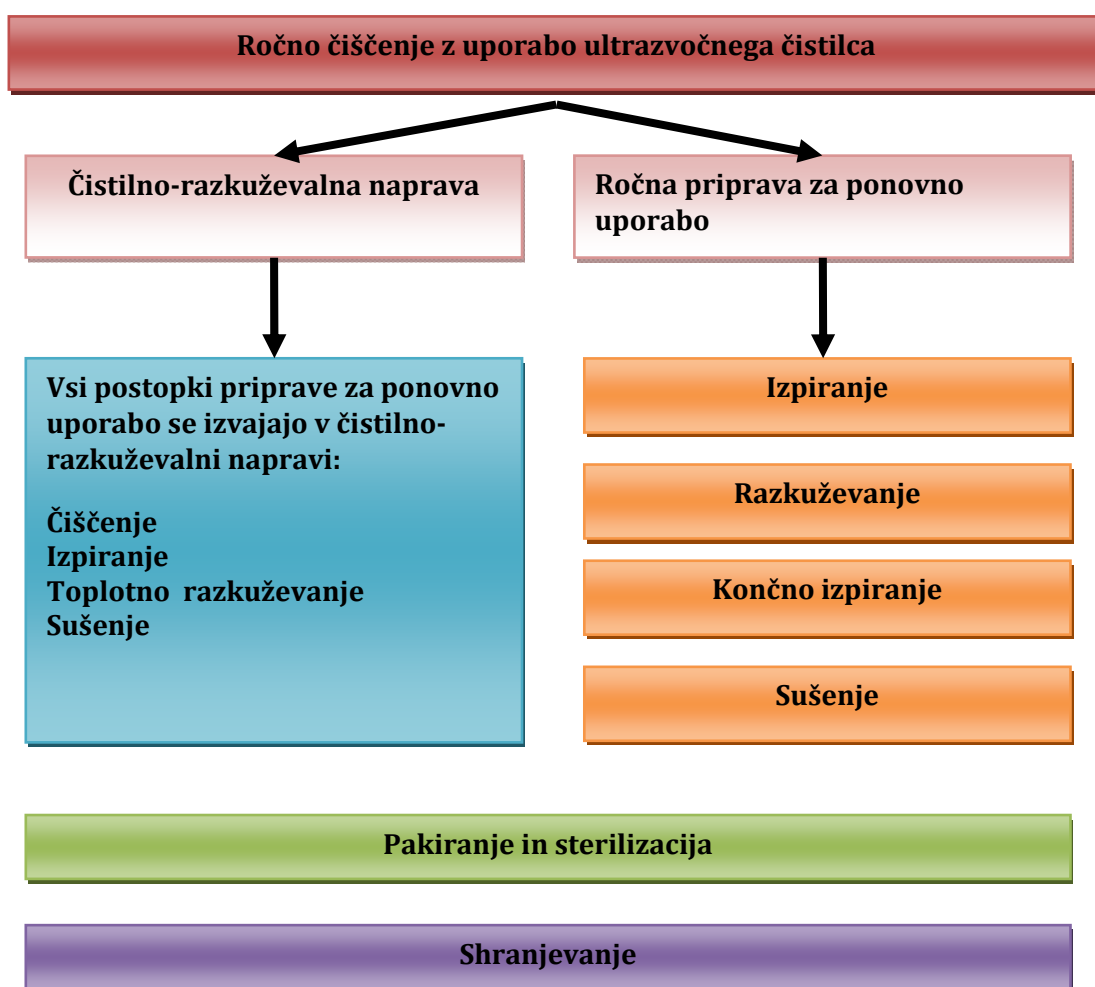 Ročno čiščenje z uporabo ultrazvočnega čistilca
Čistilno-razkuževalna naprava
Ročna priprava za ponovno
uporabo
Vsi postopki priprave za ponovno
uporabo se izvajajo v čistilno-
razkuževalni napravi:
Čiščenje
Izpiranje
Toplotno razkuževanje
Sušenje
Izpiranje
Razkuževanje
Končno izpiranje
Sušenje
Pakiranje in sterilizacija
Shranjevanje